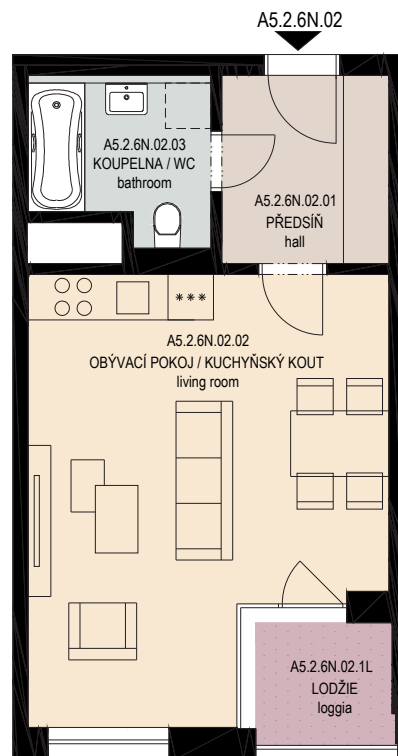 A5.2.6N.02
A5.2.6N.02.03
KOUPELNA / WC
bathroom
A5.2.6N.02.01
PŘEDSÍŇ
hall
***
A5.2.6N.02.02
OBÝVACÍ POKOJ / KUCHYŇSKÝ KOUT
living room
A5.2.6N.02.1L
LODŽIE
loggia